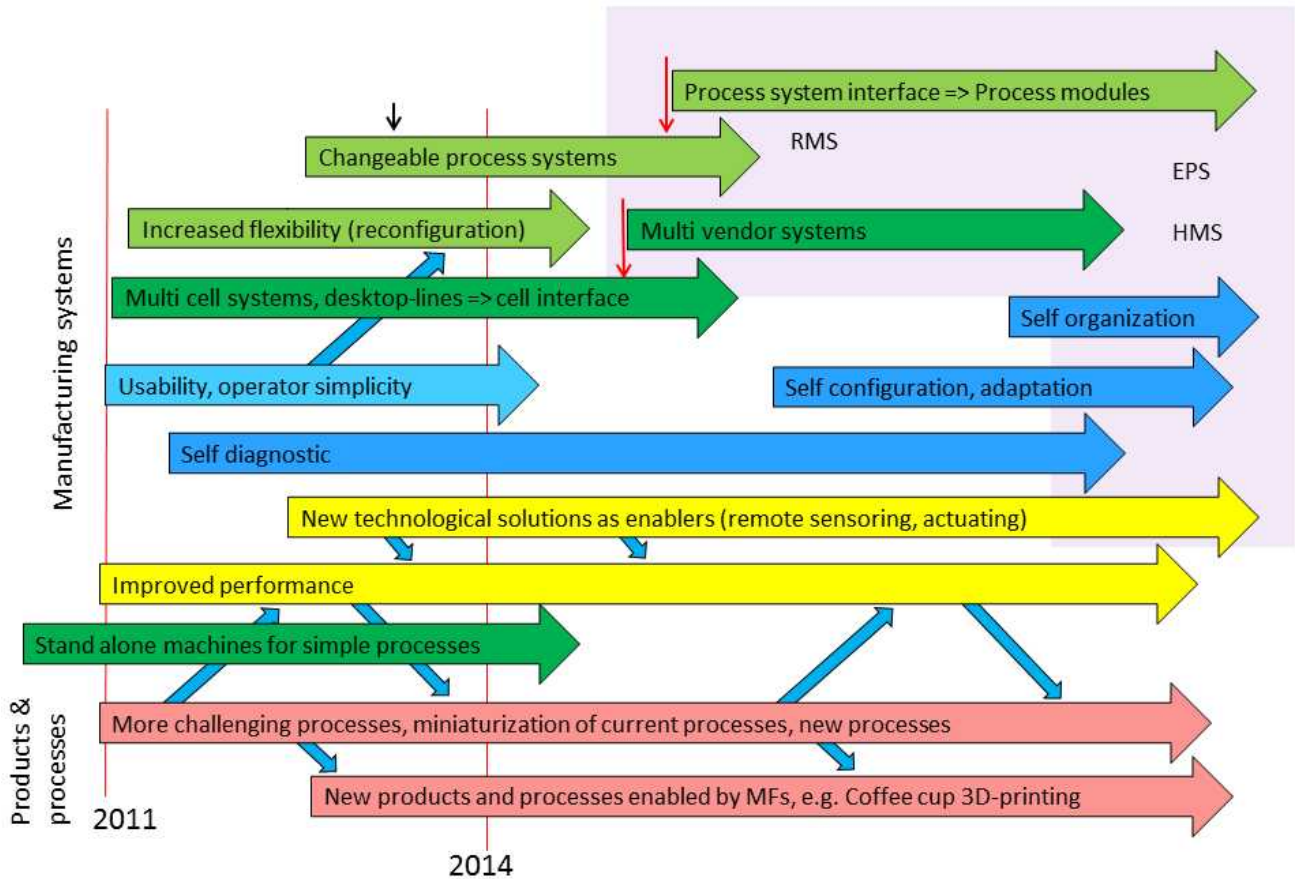 Process system interface => Process modules
RMS
Changeable process systems
EPS
Increased flexibility (reconfiguration)
Multi vendor systems
HMS
Multi cell systems, desktop-lines => cell interface
Self organization
Usability, operator simplicity
Self configuration, adaptation
Self diagnostic
New technological solutions as enablers (remote sensoring, actuating)
Improved performance
Stand alone machines for simple processes
More challenging processes, miniaturization of current processes, new processes
New products and processes enabled by MFs, e.g. Coffee cup 3D-printing
Manufacturing systems
Products &
processes
2011
2014